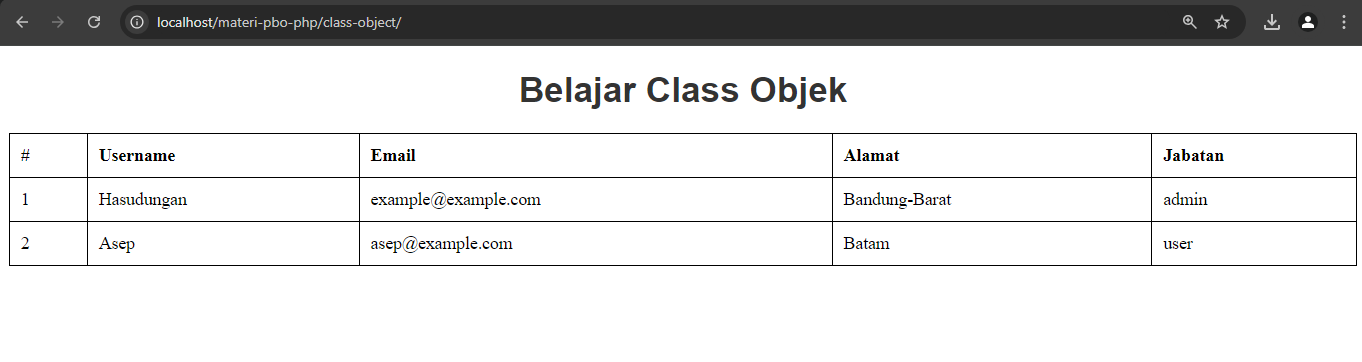 localhost/materi-pbo-php/class-object/
Belajar Class Objek
# Username Email Alamat Jabatan
1 Hasudungan example@example.com Bandung-Barat admin
2 Asep asep@example.com Batam user